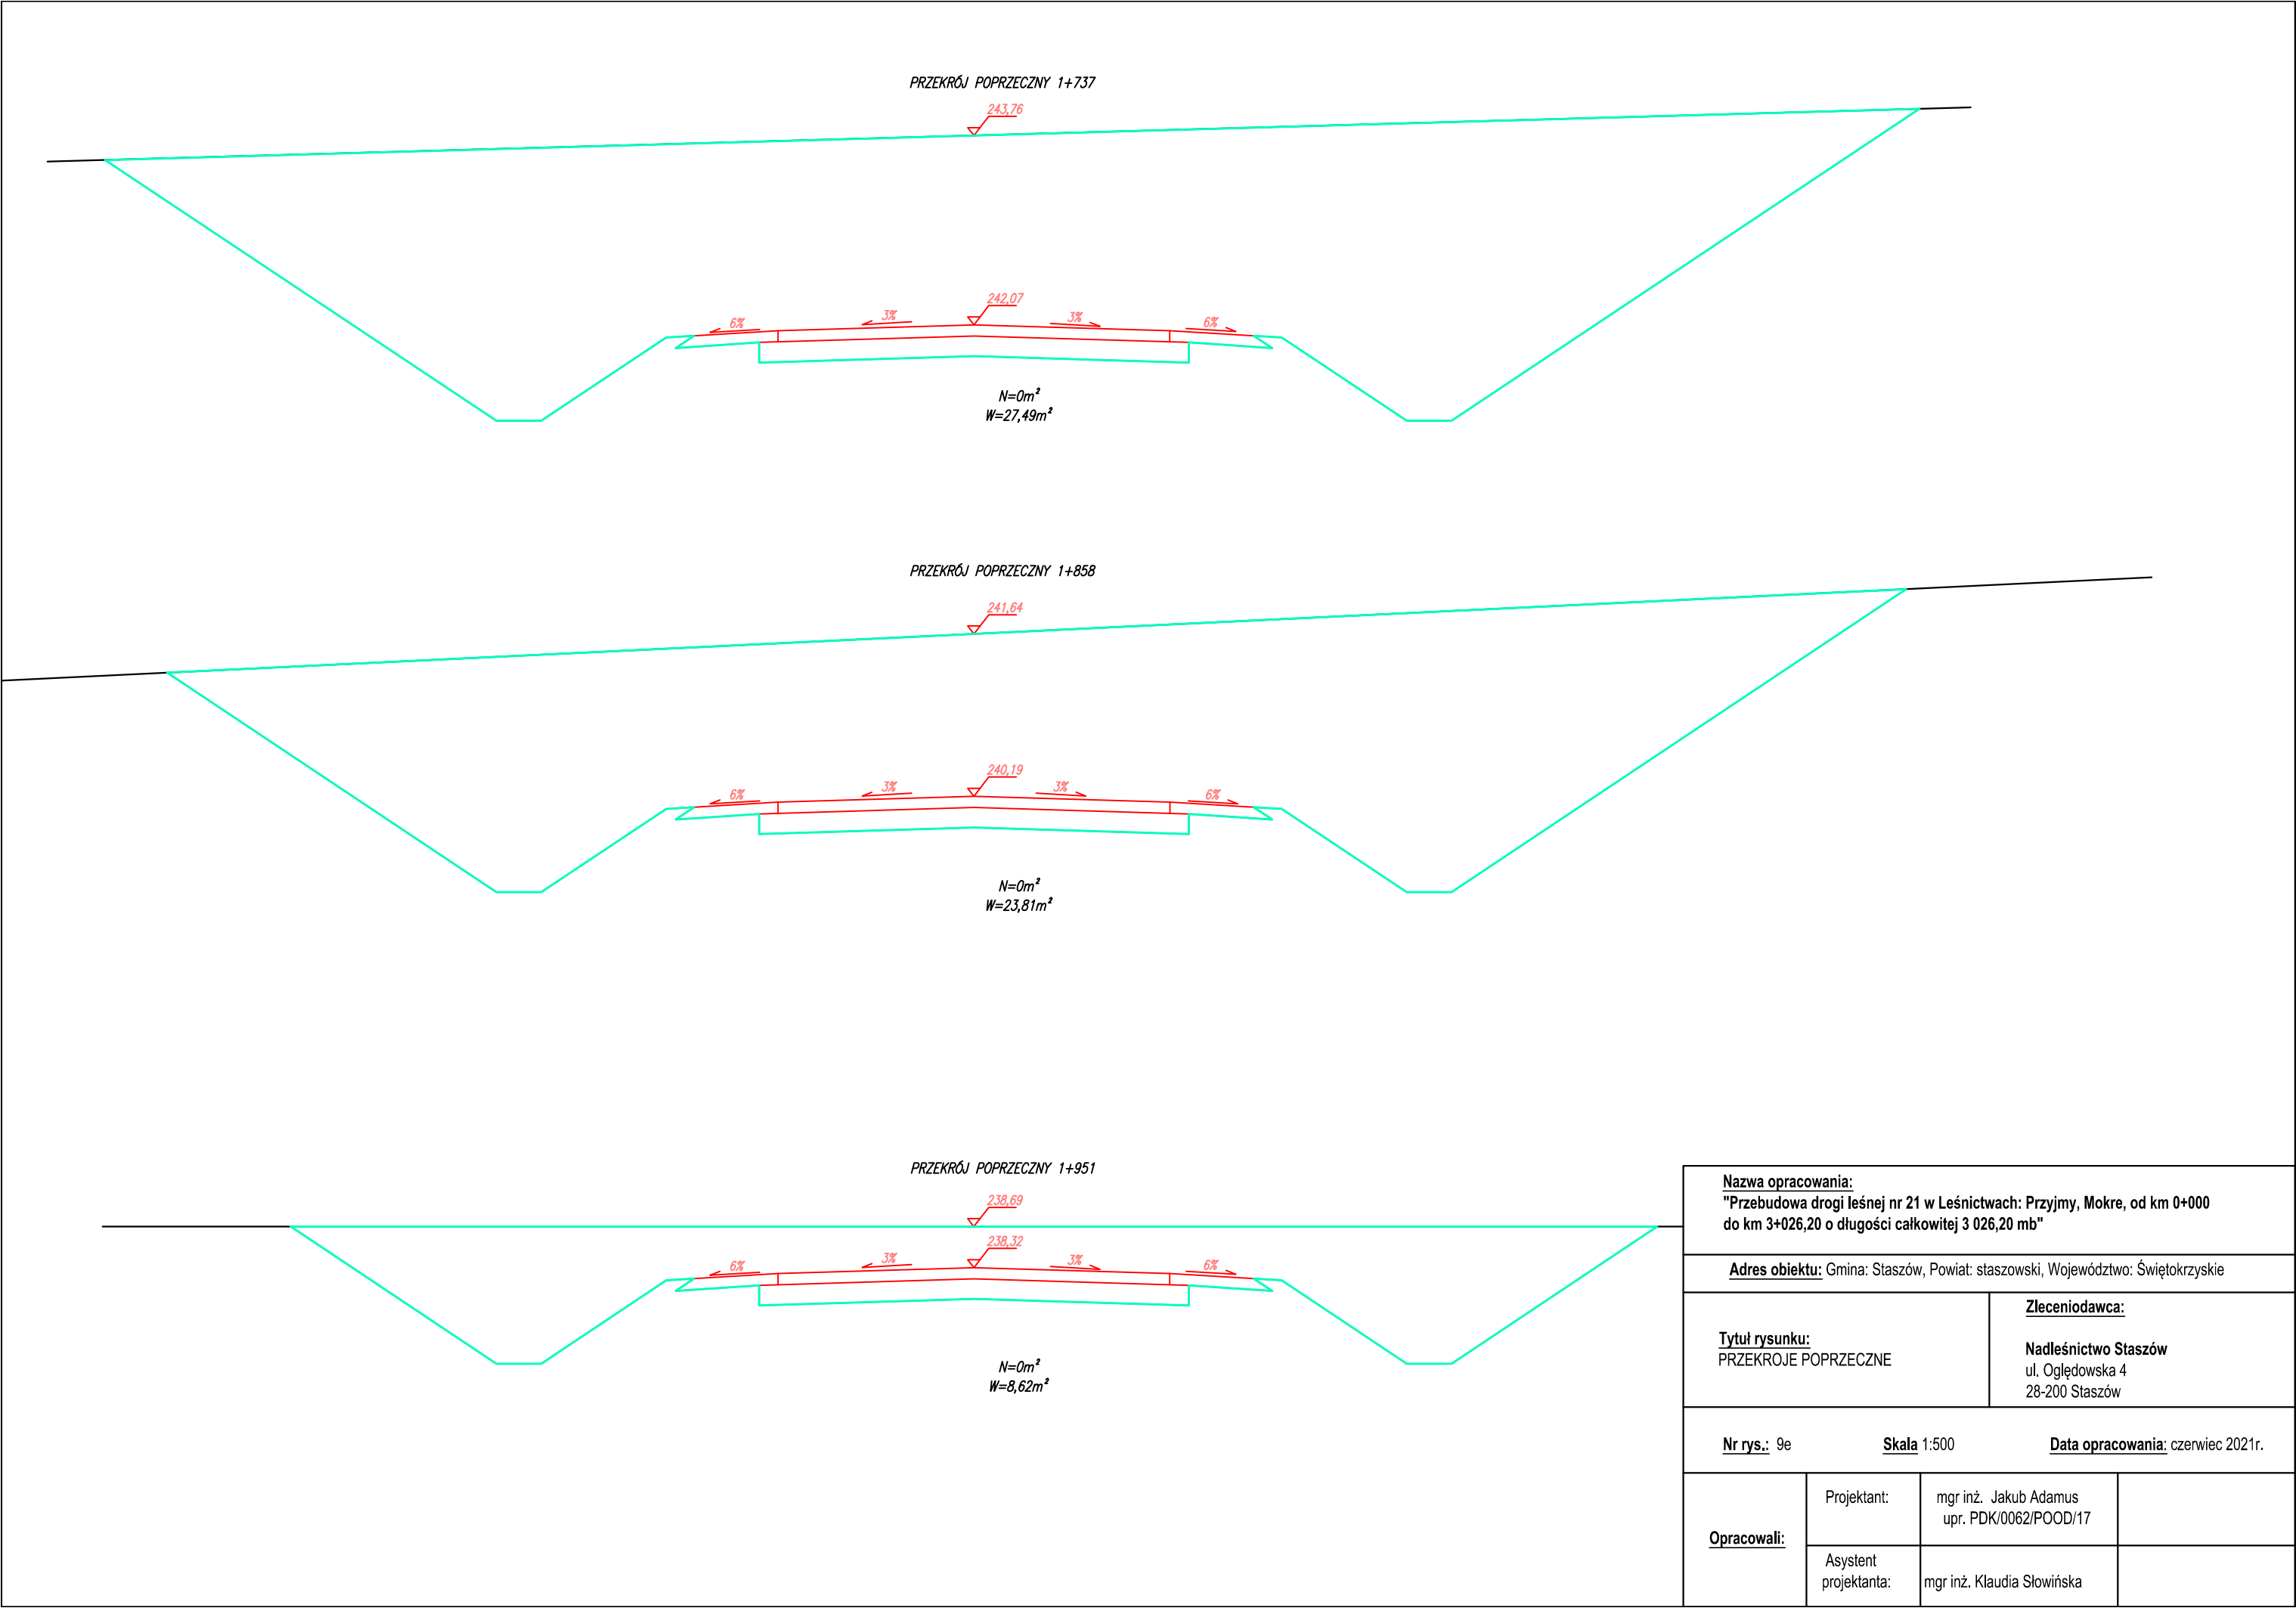 PRZEKRÓJ POPRZECZNY 1+737
243,76
242,07
6%
3%
3%
6%
N=0m²
W=27,49m²
PRZEKRÓJ POPRZECZNY 1+858
241,64
240,19
6%
3%
3%
6%
N=0m²
W=23,81m²
PRZEKRÓJ POPRZECZNY 1+951
238,69
238,32
6%
3%
3%
6%
N=0m²
W=8,62m²
Nazwa opracowania:
"Przebudowa drogi leśnej nr 21 w Leśnictwach: Przyjmy, Mokre, od km 0+000
do km 3+026,20 o długości całkowitej 3 026,20 mb"
Adres obiektu: Gmina: Staszów, Powiat: staszowski, Województwo: Świętokrzyskie
Tytuł rysunku:
PRZEKROJE POPRZECZNE
Zleceniodawca:
Nadleśnictwo Staszów
ul. Oględowska 4
28-200 Staszów
Nr rys.: 9e Skala 1:500 Data opracowania: czerwiec 2021r.
Opracowali:
Projektant:
mgr inż. Jakub Adamus
upr. PDK/0062/POOD/17
Asystent
projektanta:
mgr inż. Klaudia Słowińska